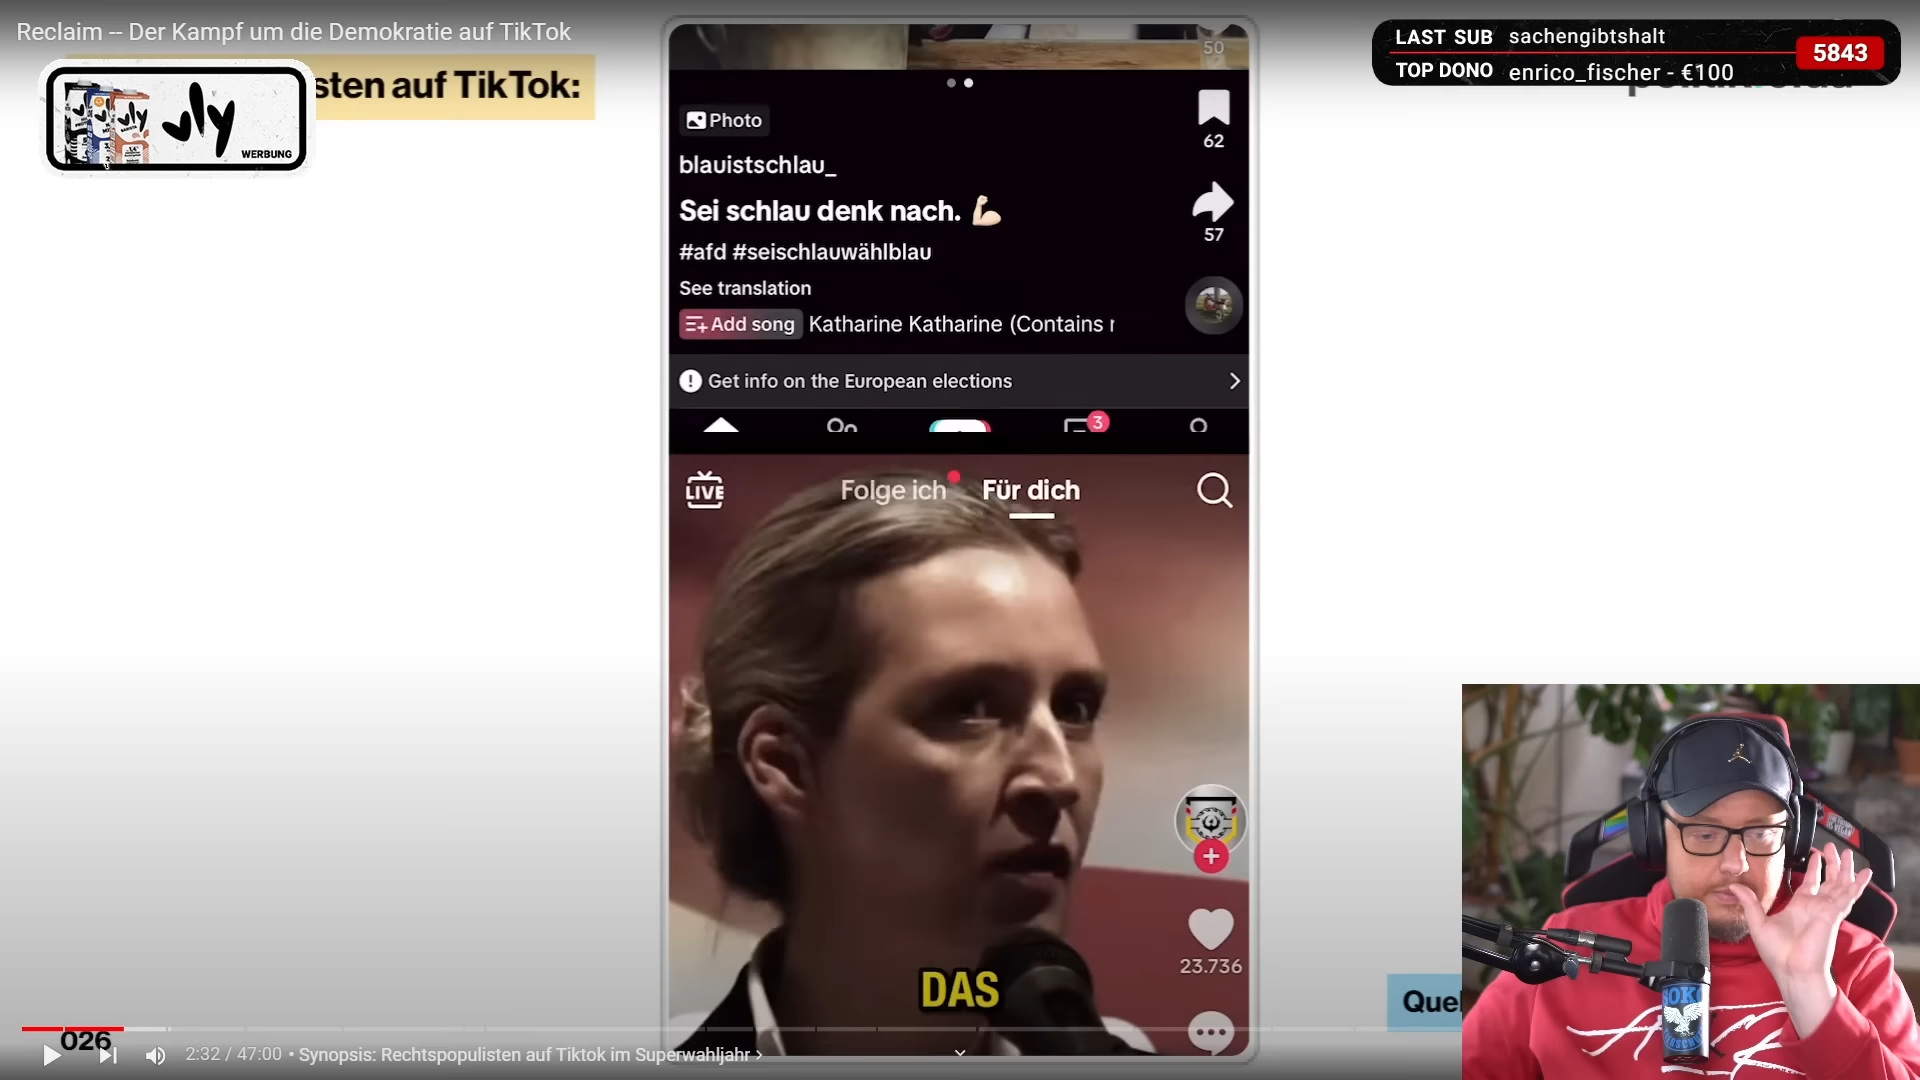 Reclaim -- Der Kampf um die Demokratie auf TikTok
sten auf TikTok:
vly
WERBUNG
LAST SUB sachengibtshalt
TOP DONO enrico_fischer - €100
5843
50
Photo
62
blauistschlau_
Sei schlau denk nach. 💪🏻
57
#afd #seischlauwählblau
See translation
Add song Katharine Katharine (Contains
Get info on the European elections
3
LIVE
Folge ich
Für dich
23.736
DAS
Quel
026
2:32 / 47:00 • Synopsis: Rechtspopulisten auf Tiktok im Superwahljahr